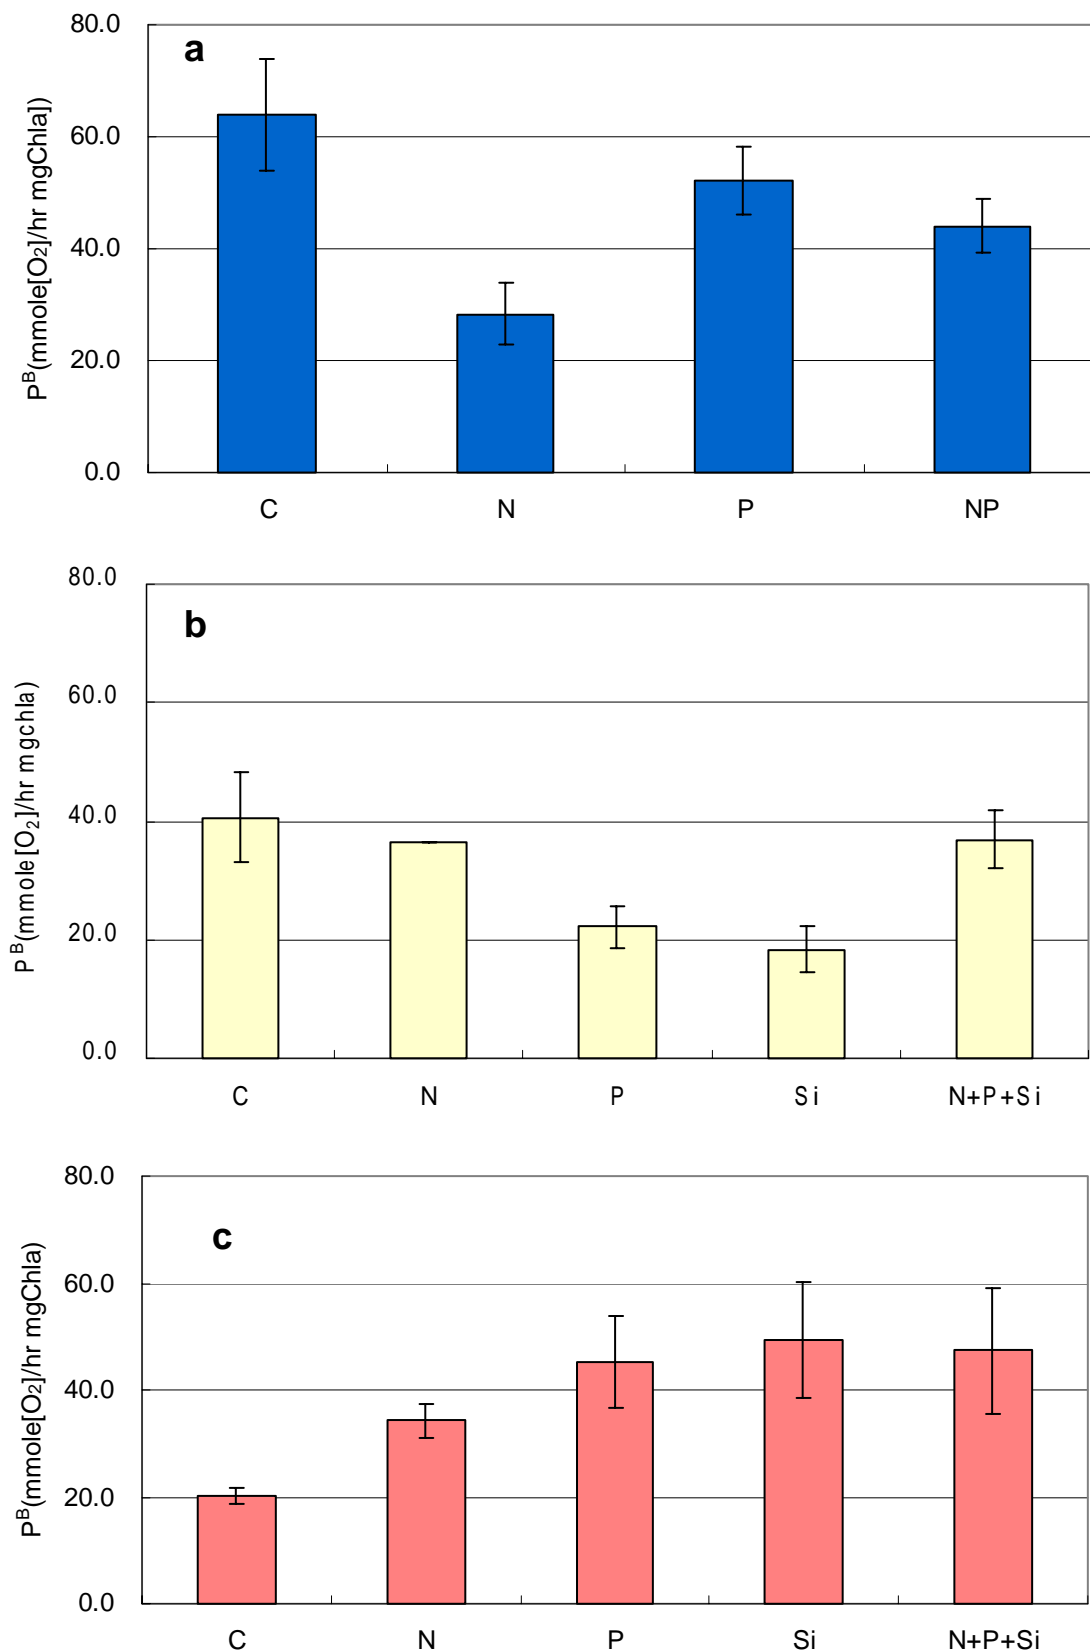 a
P^B(mmole[O₂]/hr mgChla])
80.0
60.0
40.0
20.0
0.0
C N P NP
b
P^B(mmole[O₂]/hr mgchla)
80.0
60.0
40.0
20.0
0.0
C N P Si N+P+Si
c
P^B(mmole[O₂]/hr mgChla)
80.0
60.0
40.0
20.0
0.0
C N P Si N+P+Si